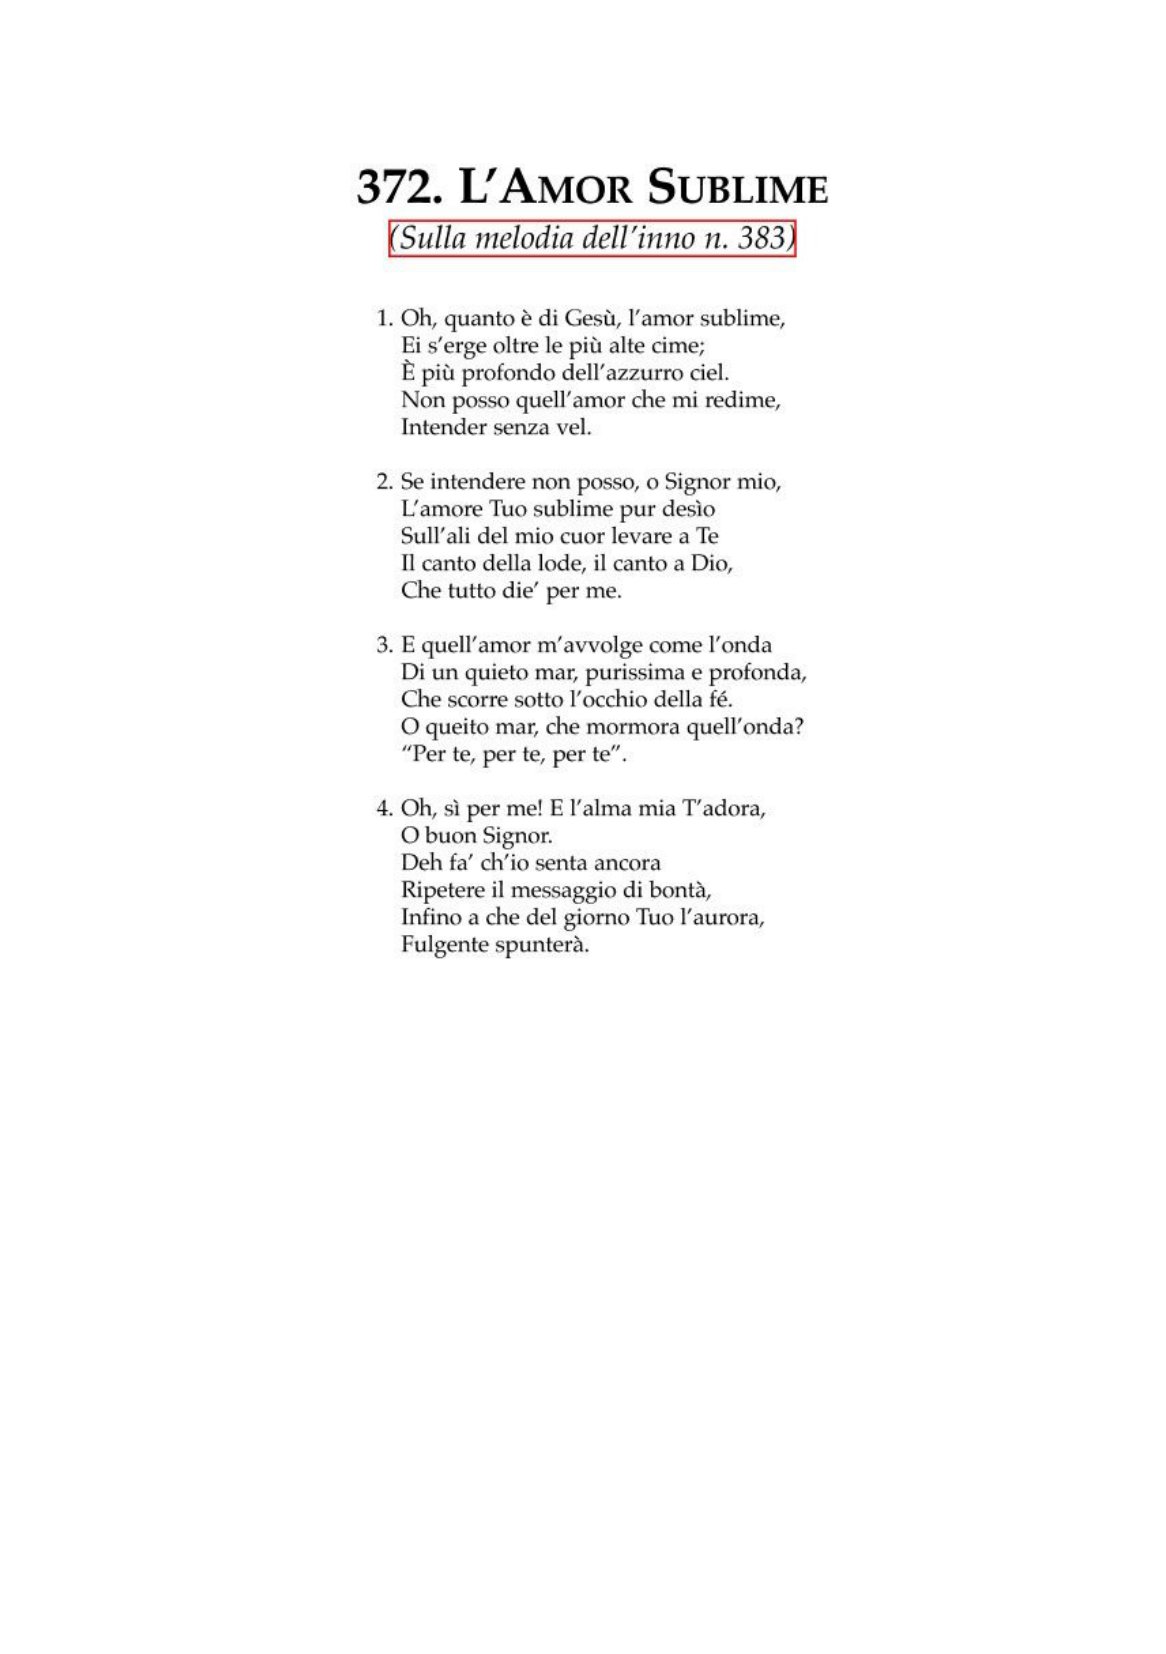 372. L’Amor Sublime
(Sulla melodia dell’inno n. 383)
1. Oh, quanto è di Gesù, l’amor sublime,
Ei s’erge oltre le più alte cime;
È più profondo dell’azzurro ciel.
Non posso quell’amor che mi redime,
Intender senza vel.
2. Se intendere non posso, o Signor mio,
L’amore Tuo sublime pur desìo
Sull’ali del mio cuor levare a Te
Il canto della lode, il canto a Dio,
Che tutto die’ per me.
3. E quell’amor m’avvolge come l’onda
Di un quieto mar, purissima e profonda,
Che scorre sotto l’occhio della fé.
O queito mar, che mormora quell’onda?
“Per te, per te, per te”.
4. Oh, sì per me! E l’alma mia T’adora,
O buon Signor.
Deh fa’ ch’io senta ancora
Ripetere il messaggio di bontà,
Infino a che del giorno Tuo l’aurora,
Fulgente spunterà.